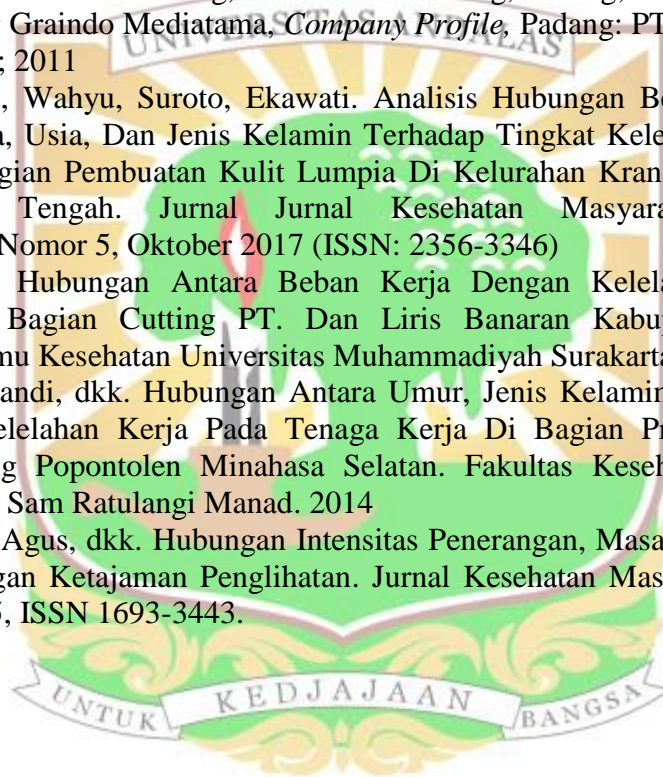 Graindo Mediatama, Company Profile, Padang: PT
; 2011
, Wahyu, Suroto, Ekawati. Analisis Hubungan
a, Usia, Dan Jenis Kelamin Terhadap Tingkat Kele
gian Pembuatan Kulit Lumpia Di Kelurahan Kran
Tengah. Jurnal Jurnal Kesehatan Masyara
Nomor 5, Oktober 2017 (ISSN: 2356-3346)
Hubungan Antara Beban Kerja Dengan Kelela
Bagian Cutting PT. Dan Liris Banaran Kabup
mu Kesehatan Universitas Muhammadiyah Surakarta
andi, dkk. Hubungan Antara Umur, Jenis Kelamin
elelahan Kerja Pada Tenaga Kerja Di Bagian Pr
g Popontolen Minahasa Selatan. Fakultas Keseh
Sam Ratulangi Manad. 2014
Agus, dkk. Hubungan Intensitas Penerangan, Masa
gan Ketajaman Penglihatan. Jurnal Kesehatan Mas
5, ISSN 1693-3443.
UNIVERSITAS ANDALAS
UNTUK KEDJAJAAN BANGSA